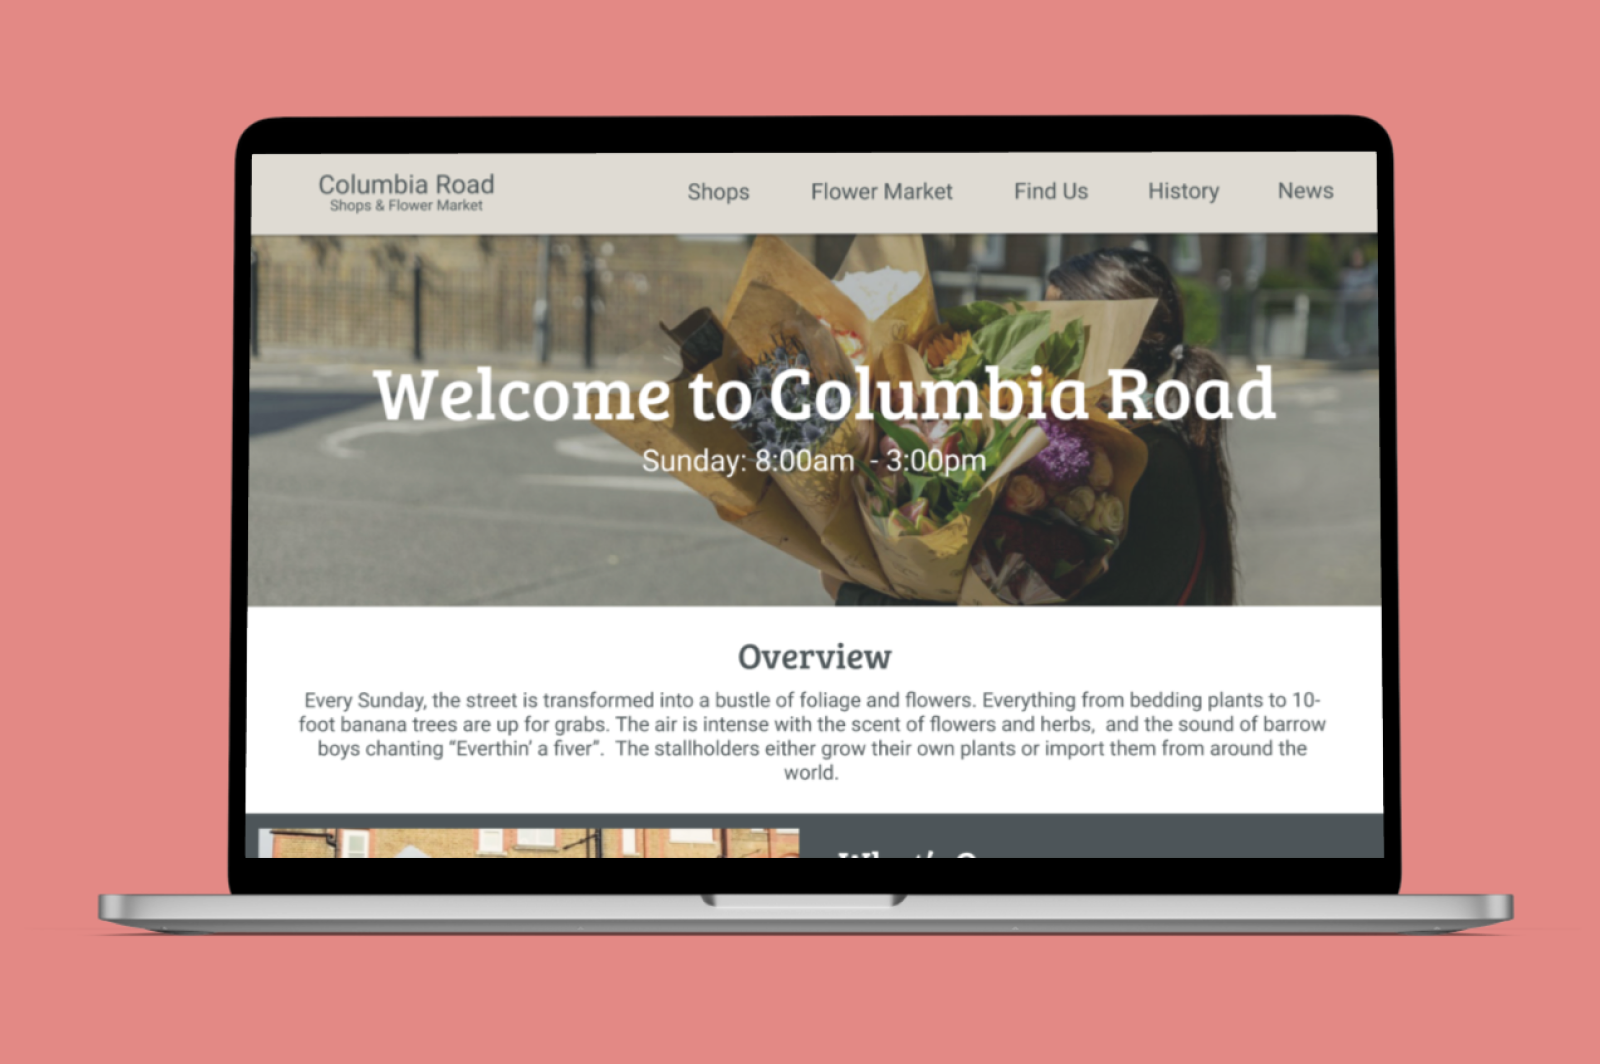 Columbia Road
Shops & Flower Market
Shops Flower Market Find Us History News
Welcome to Columbia Road
Sunday: 8:00am - 3:00pm
Overview
Every Sunday, the street is transformed into a bustle of foliage and flowers. Everything from bedding plants to 10-
foot banana trees are up for grabs. The air is intense with the scent of flowers and herbs, and the sound of barrow
boys chanting “Everthin’ a fiver”. The stallholders either grow their own plants or import them from around the
world.